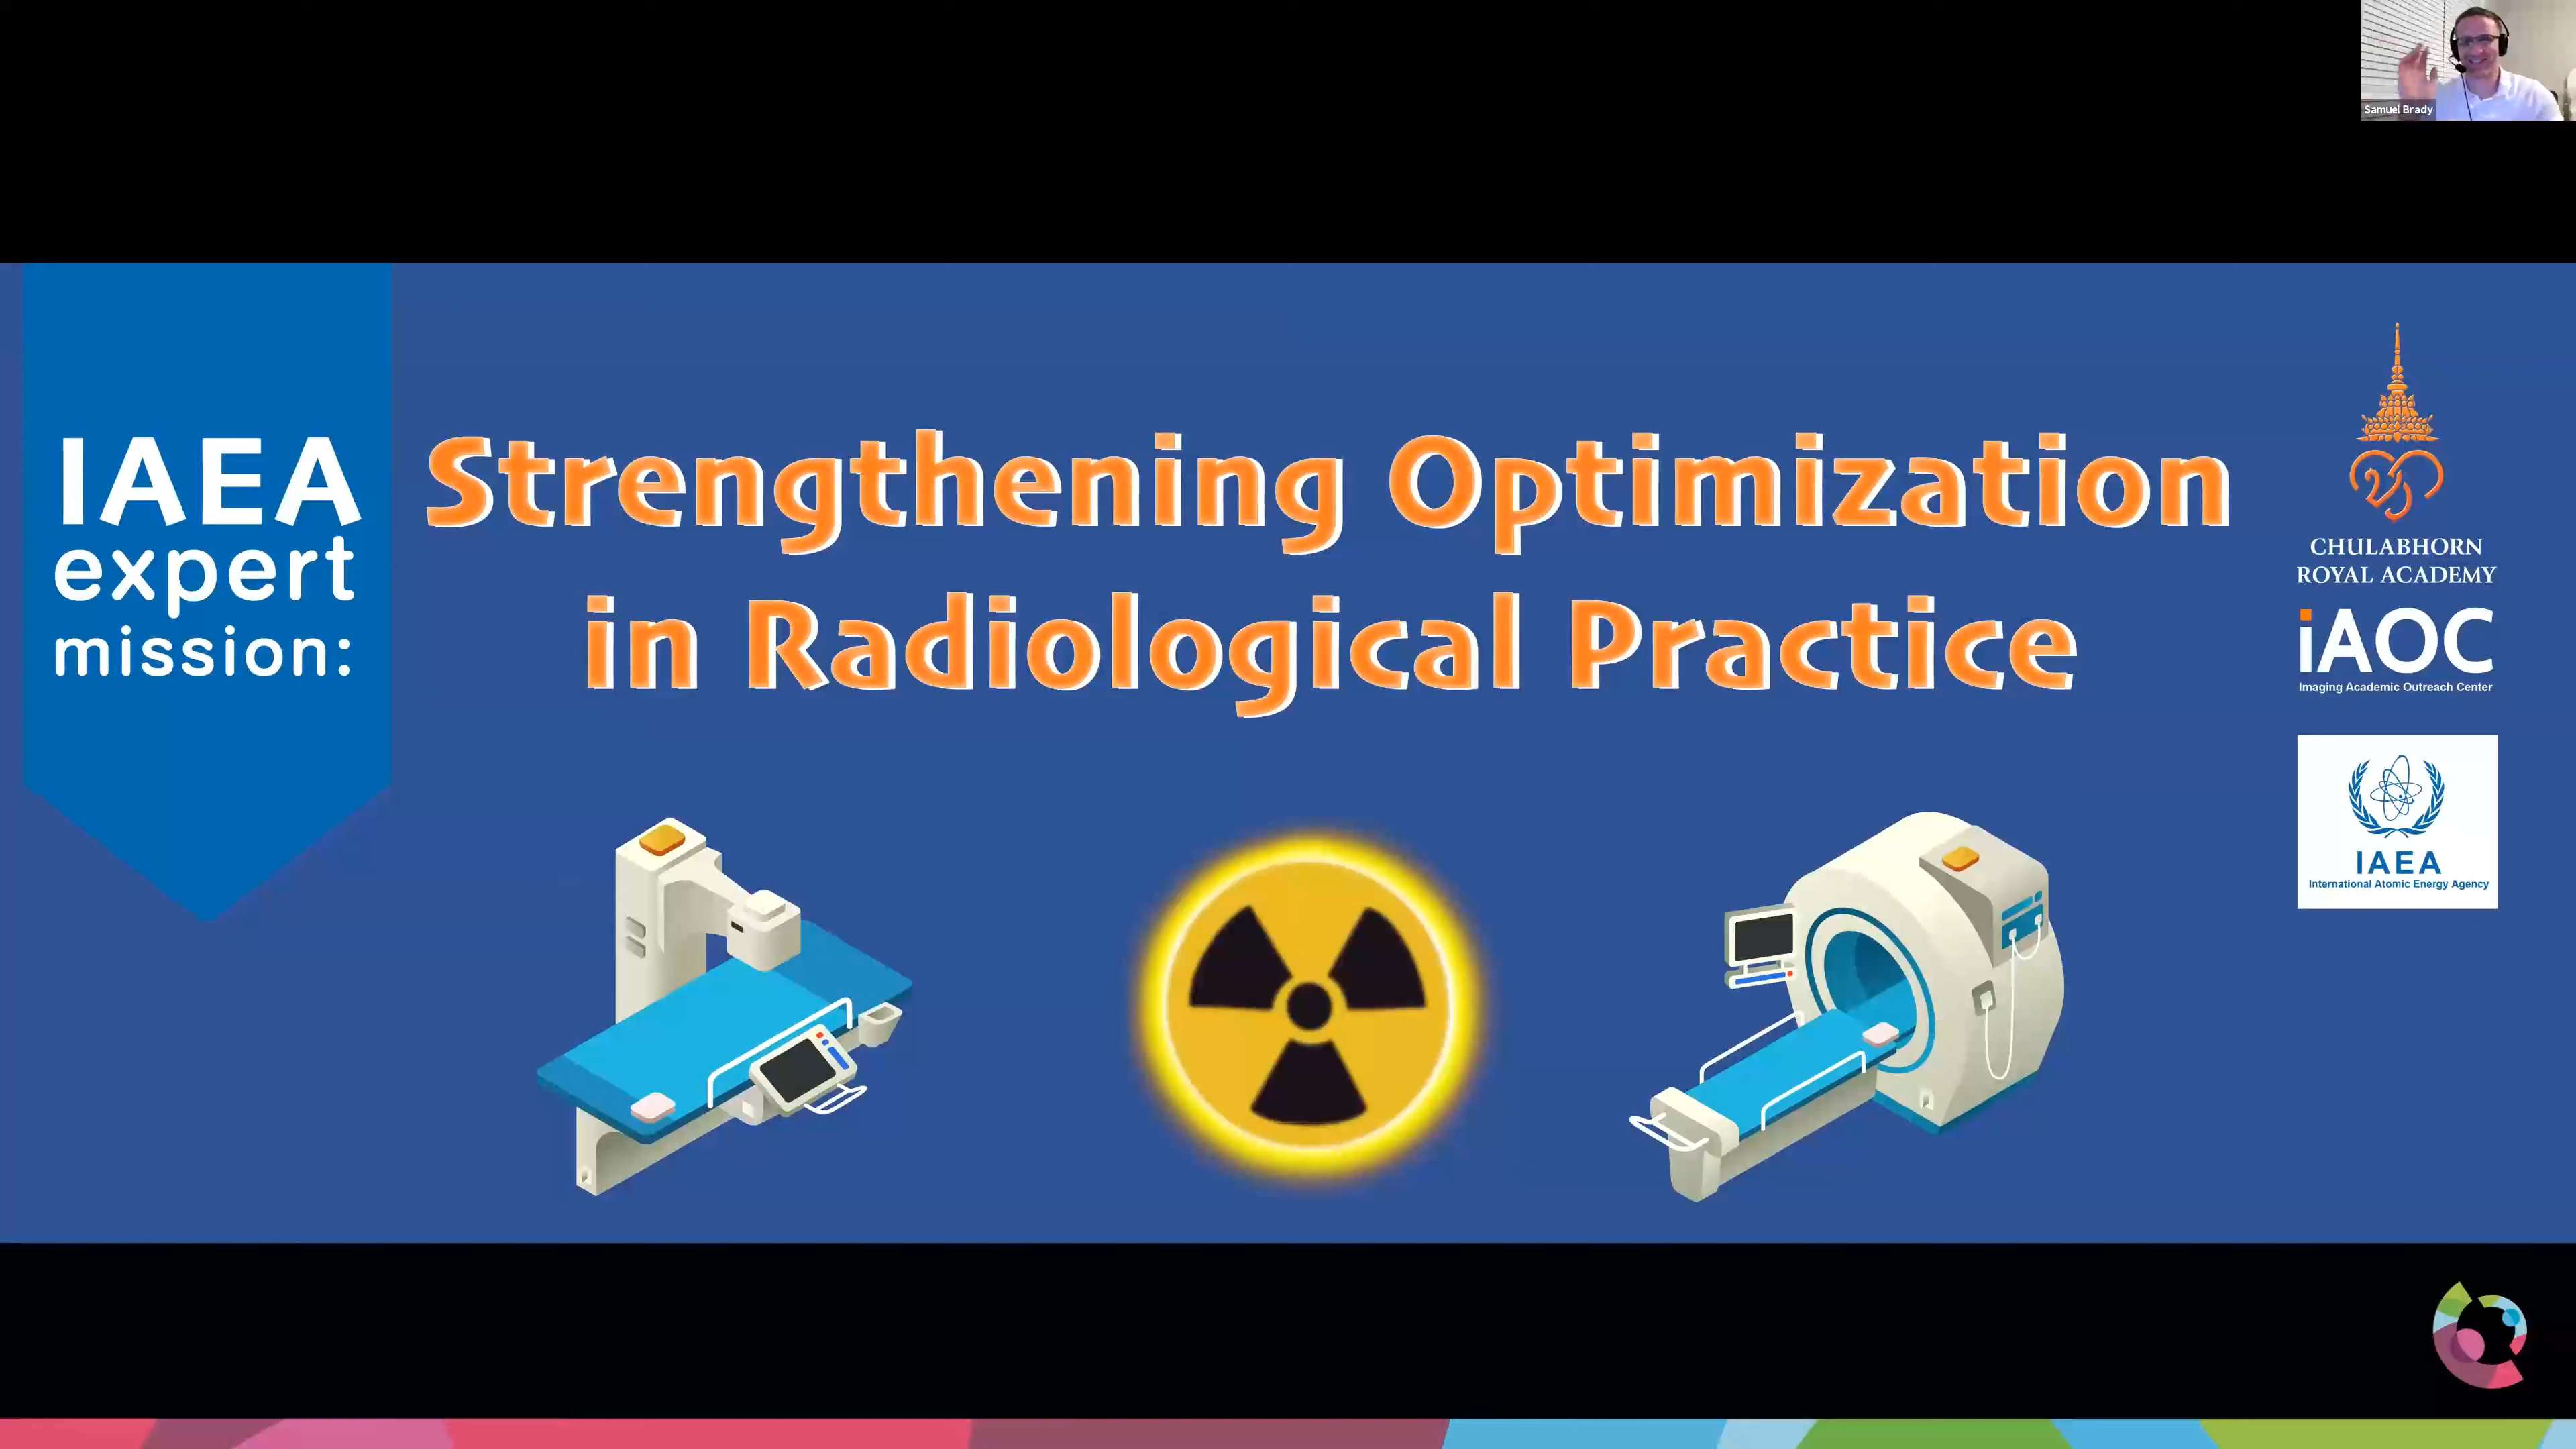 Samuel Brady
IAEA
expert
mission:
Strengthening Optimization
in Radiological Practice
CHULABHORN
ROYAL ACADEMY
iAOC
Imaging Academic Outreach Center
IAEA
International Atomic Energy Agency